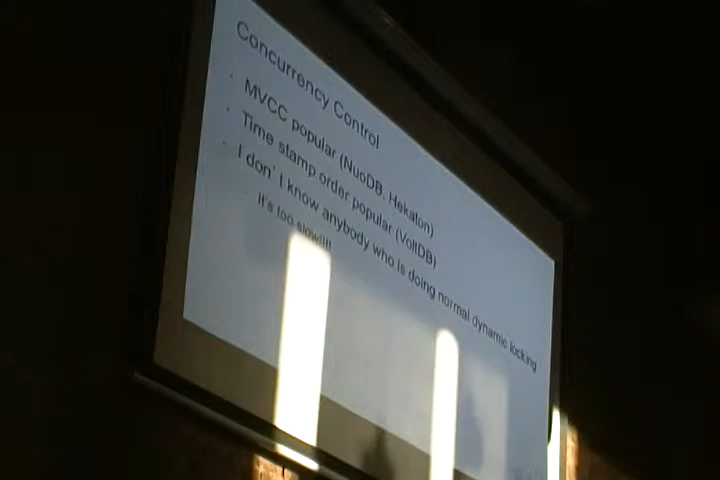 Concurrency Control
MVCC popular (NuoDB, Hekaton)
Time stamp order popular (VoltDB)
I don't know anybody who is doing normal dynamic locking
It's too slow!!!!